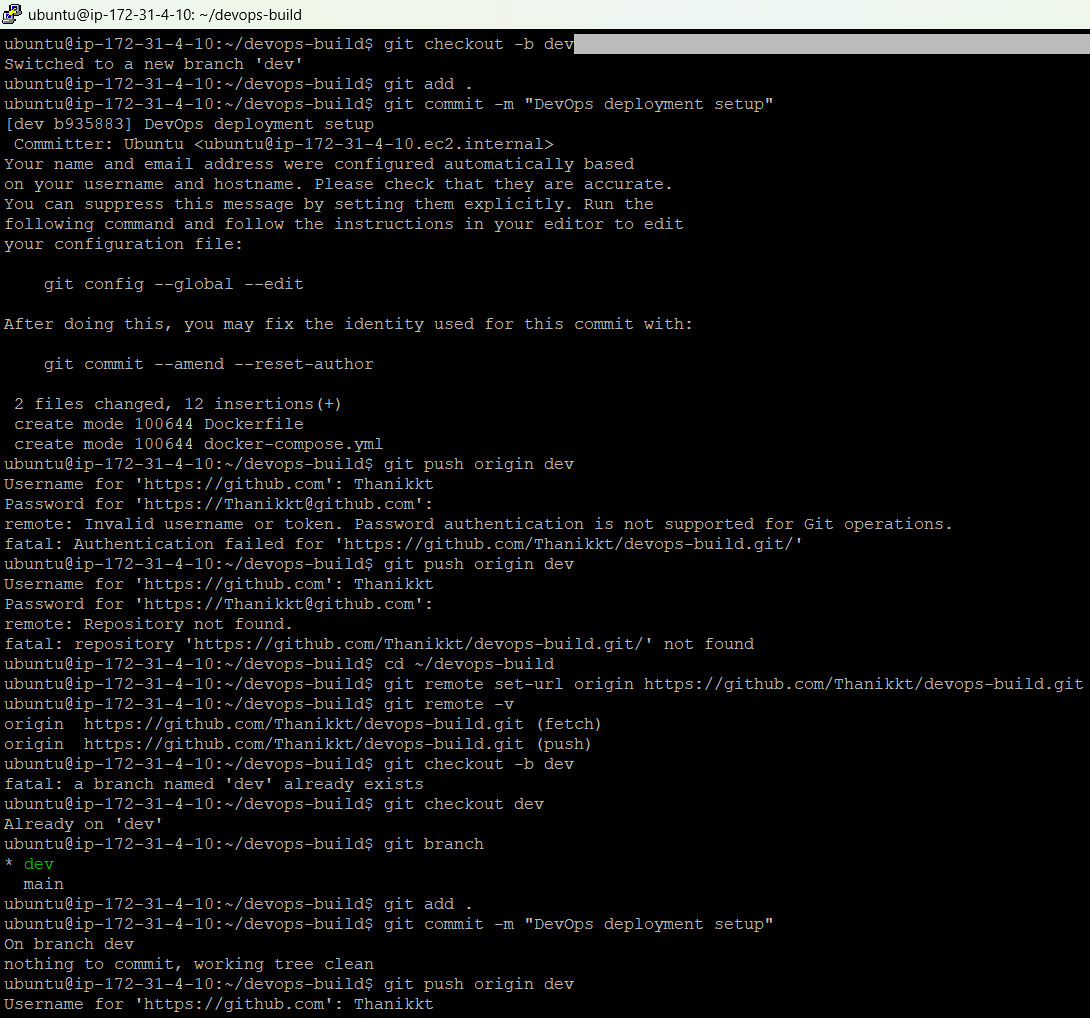 ubuntu@ip-172-31-4-10: ~/devops-build
ubuntu@ip-172-31-4-10:~/devops-build$ git checkout -b dev
Switched to a new branch 'dev'
ubuntu@ip-172-31-4-10:~/devops-build$ git add .
ubuntu@ip-172-31-4-10:~/devops-build$ git commit -m "DevOps deployment setup"
[dev b935883] DevOps deployment setup
 Committer: Ubuntu <ubuntu@ip-172-31-4-10.ec2.internal>
Your name and email address were configured automatically based
on your username and hostname. Please check that they are accurate.
You can suppress this message by setting them explicitly. Run the
following command and follow the instructions in your editor to edit
your configuration file:

    git config --global --edit

After doing this, you may fix the identity used for this commit with:

    git commit --amend --reset-author

 2 files changed, 12 insertions(+)
 create mode 100644 Dockerfile
 create mode 100644 docker-compose.yml
ubuntu@ip-172-31-4-10:~/devops-build$ git push origin dev
Username for 'https://github.com': Thanikkt
Password for 'https://Thanikkt@github.com':
remote: Invalid username or token. Password authentication is not supported for Git operations.
fatal: Authentication failed for 'https://github.com/Thanikkt/devops-build.git/'
ubuntu@ip-172-31-4-10:~/devops-build$ git push origin dev
Username for 'https://github.com': Thanikkt
Password for 'https://Thanikkt@github.com':
remote: Repository not found.
fatal: repository 'https://github.com/Thanikkt/devops-build.git/' not found
ubuntu@ip-172-31-4-10:~/devops-build$ cd ~/devops-build
ubuntu@ip-172-31-4-10:~/devops-build$ git remote set-url origin https://github.com/Thanikkt/devops-build.git
ubuntu@ip-172-31-4-10:~/devops-build$ git remote -v
origin  https://github.com/Thanikkt/devops-build.git (fetch)
origin  https://github.com/Thanikkt/devops-build.git (push)
ubuntu@ip-172-31-4-10:~/devops-build$ git checkout -b dev
fatal: a branch named 'dev' already exists
ubuntu@ip-172-31-4-10:~/devops-build$ git checkout dev
Already on 'dev'
ubuntu@ip-172-31-4-10:~/devops-build$ git branch
* dev
  main
ubuntu@ip-172-31-4-10:~/devops-build$ git add .
ubuntu@ip-172-31-4-10:~/devops-build$ git commit -m "DevOps deployment setup"
On branch dev
nothing to commit, working tree clean
ubuntu@ip-172-31-4-10:~/devops-build$ git push origin dev
Username for 'https://github.com': Thanikkt